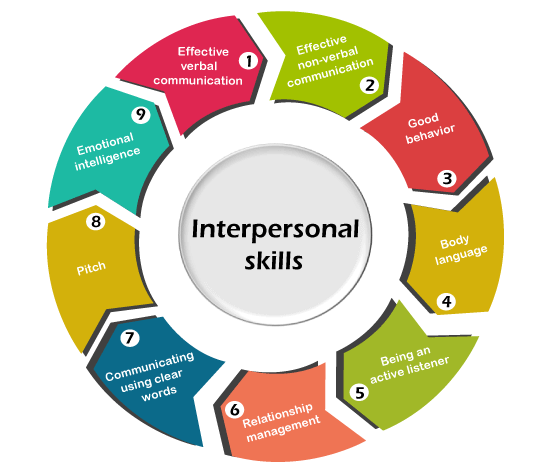 Interpersonal
skills
1
Effective
verbal
communication
2
Effective
non-verbal
communication
3
Good
behavior
4
Body
language
5
Being an
active listener
6
Relationship
management
7
Communicating
using clear
words
8
Pitch
9
Emotional
intelligence